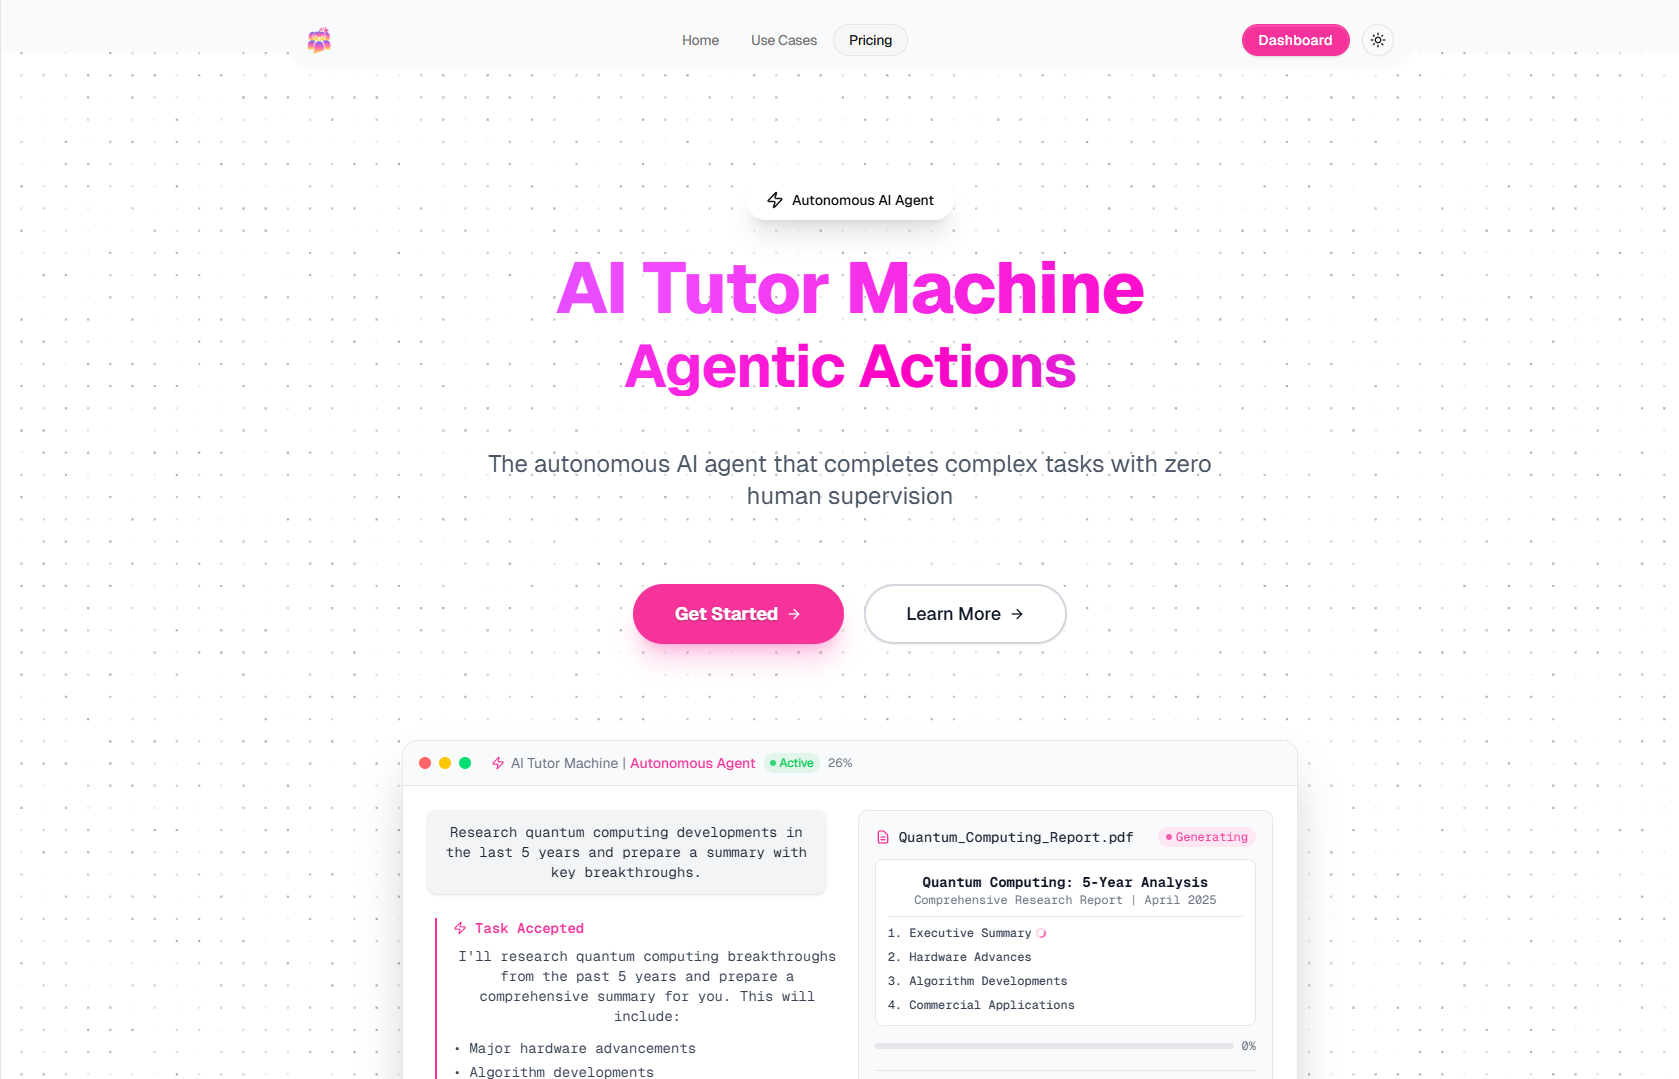 Home Use Cases Pricing Dashboard
Autonomous AI Agent
AI Tutor Machine
Agentic Actions
The autonomous AI agent that completes complex tasks with zero
human supervision
Get Started → Learn More →
AI Tutor Machine | Autonomous Agent Active 26%
Research quantum computing developments in
the last 5 years and prepare a summary with
key breakthroughs.
Task Accepted
I'll research quantum computing breakthroughs
from the past 5 years and prepare a
comprehensive summary for you. This will
include:
• Major hardware advancements
• Algorithm developments
Quantum_Computing_Report.pdf Generating
Quantum Computing: 5-Year Analysis
Comprehensive Research Report | April 2025
1. Executive Summary
2. Hardware Advances
3. Algorithm Developments
4. Commercial Applications
0%